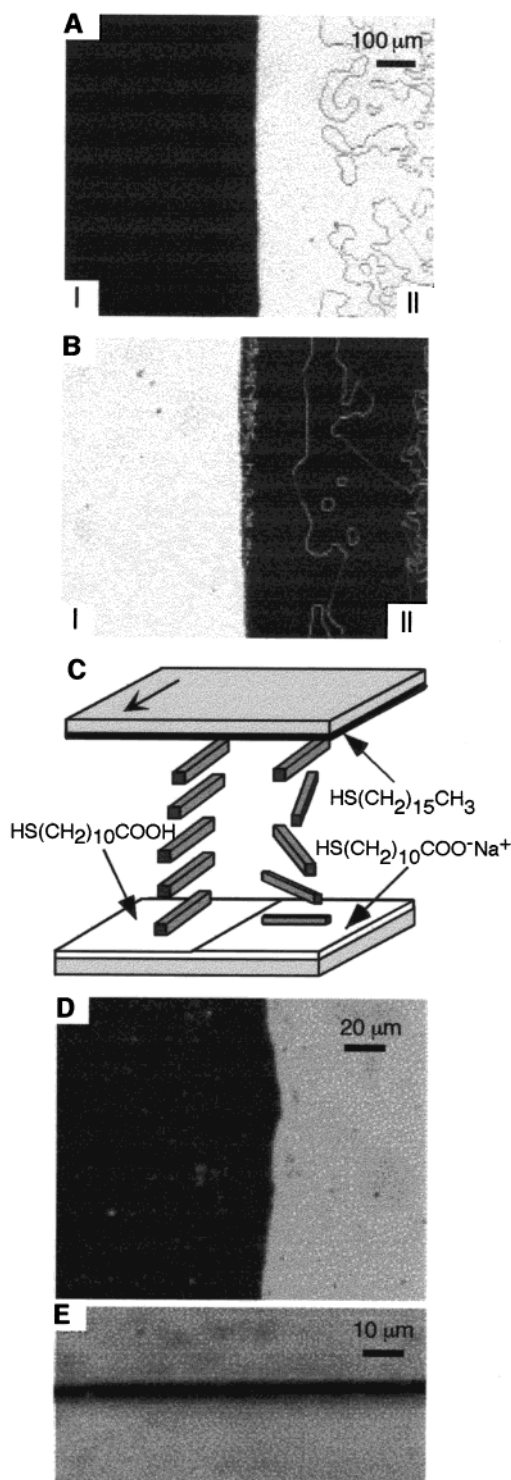 A
100 µm
I
II
B
I
II
C
HS(CH2)15CH3
HS(CH2)10COOH
HS(CH2)10COO-Na+
D
20 µm
E
10 µm